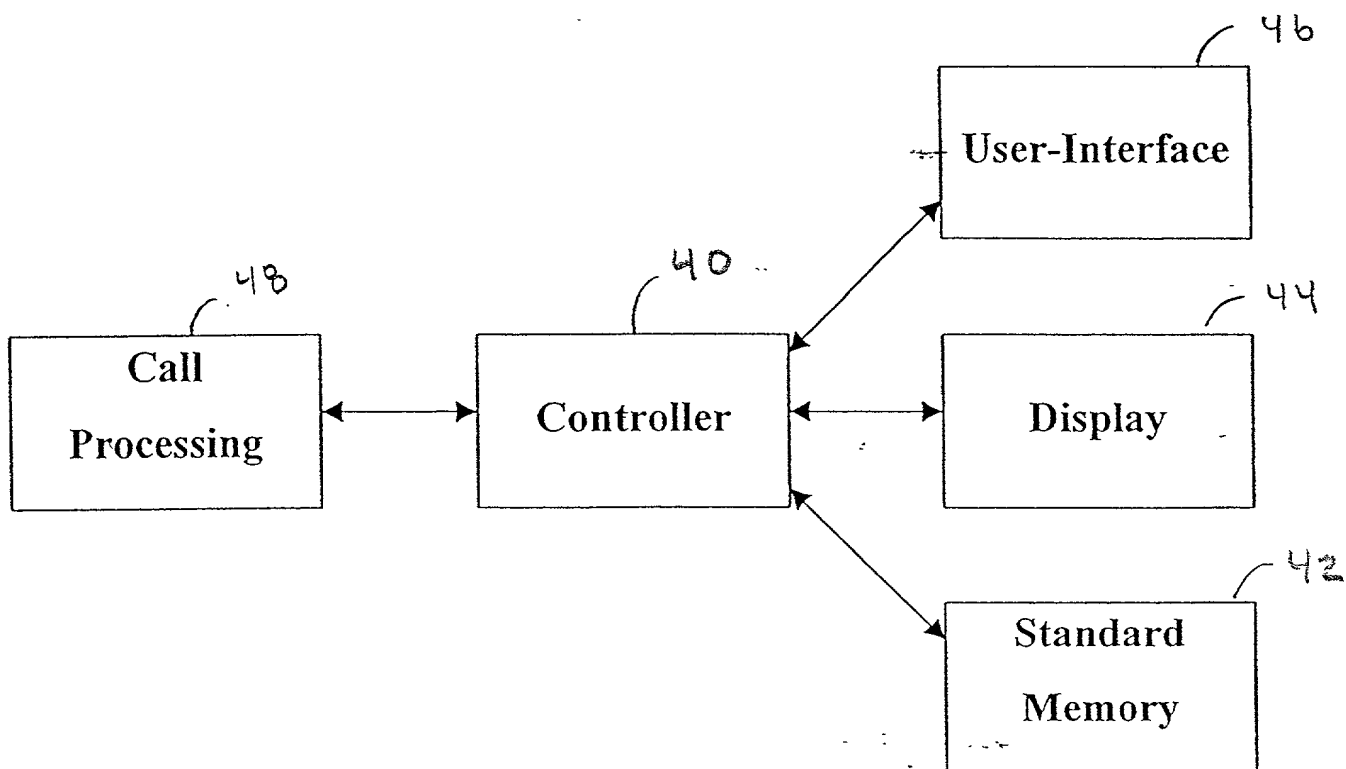 46
User-Interface
48
40
44
Call
Processing
Controller
Display
42
Standard
Memory